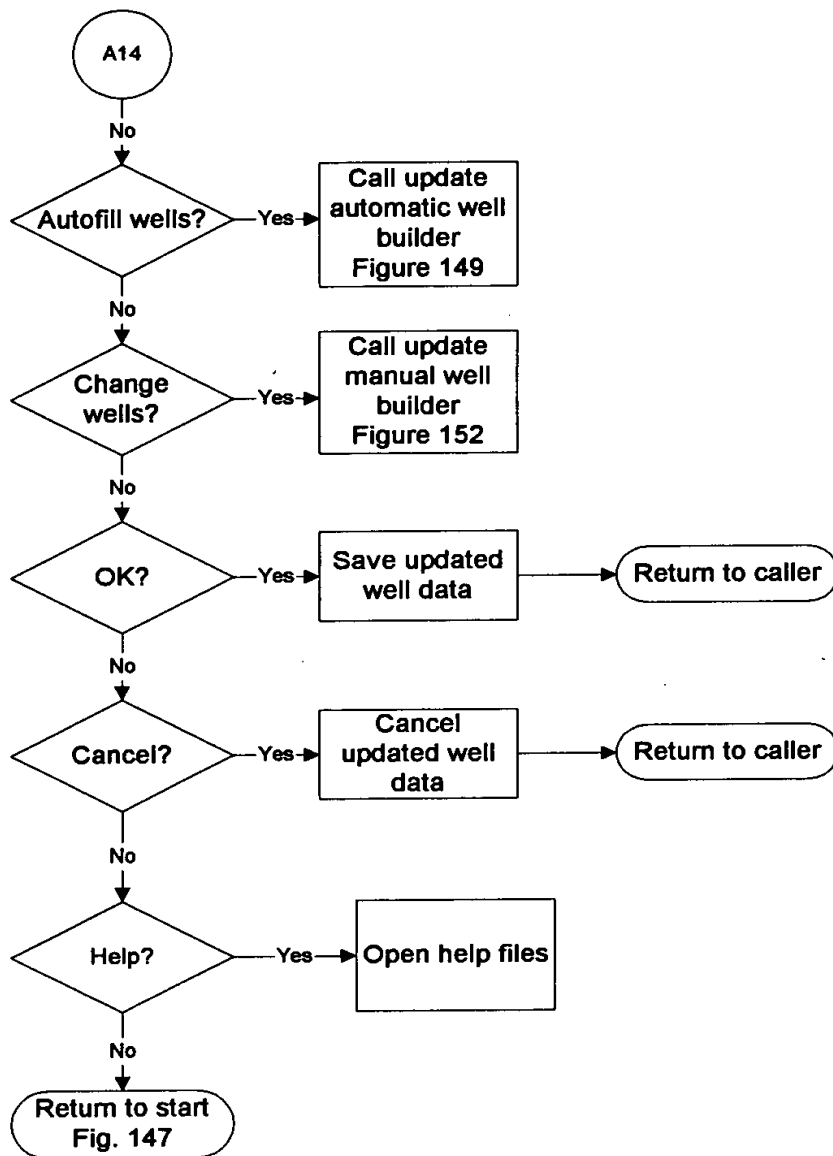 A14
No
Autofill wells?
Yes
Call update
automatic well
builder
Figure 149
No
Change
wells?
Yes
Call update
manual well
builder
Figure 152
No
OK?
Yes
Save updated
well data
Return to caller
No
Cancel?
Yes
Cancel
updated well
data
Return to caller
No
Help?
Yes
Open help files
No
Return to start
Fig. 147